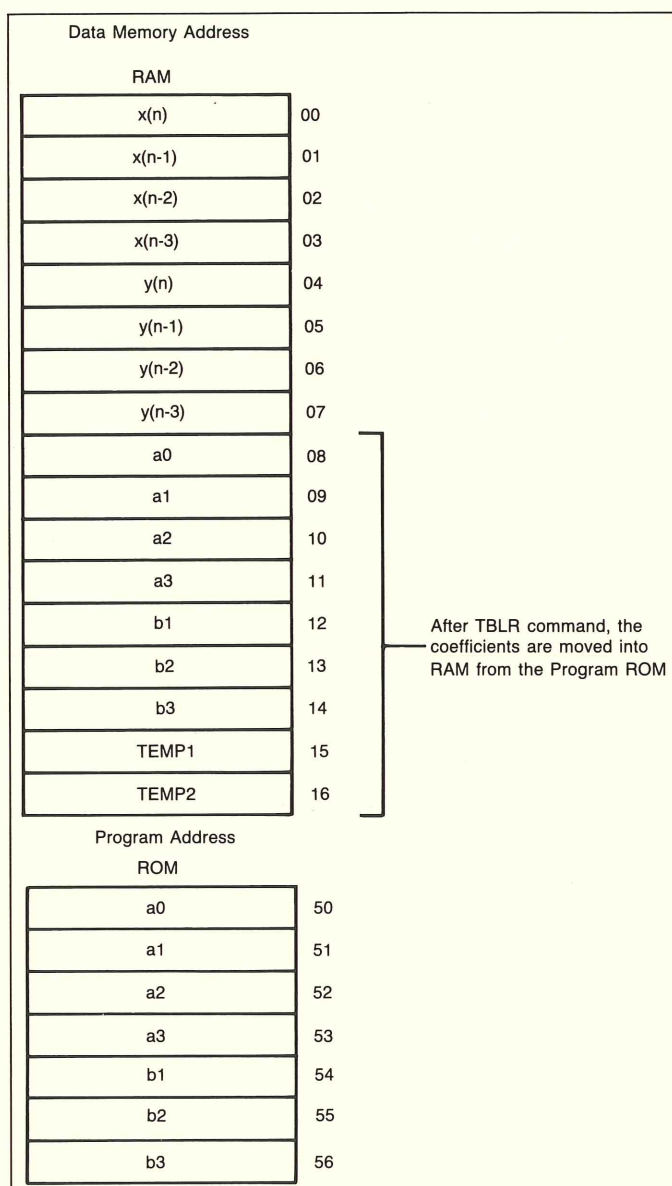 Data Memory Address
RAM
x(n) 00
x(n-1) 01
x(n-2) 02
x(n-3) 03
y(n) 04
y(n-1) 05
y(n-2) 06
y(n-3) 07
a0 08
a1 09
a2 10
a3 11
b1 12
b2 13
b3 14
TEMP1 15
TEMP2 16
After TBLR command, the
coefficients are moved into
RAM from the Program ROM
Program Address
ROM
a0 50
a1 51
a2 52
a3 53
b1 54
b2 55
b3 56